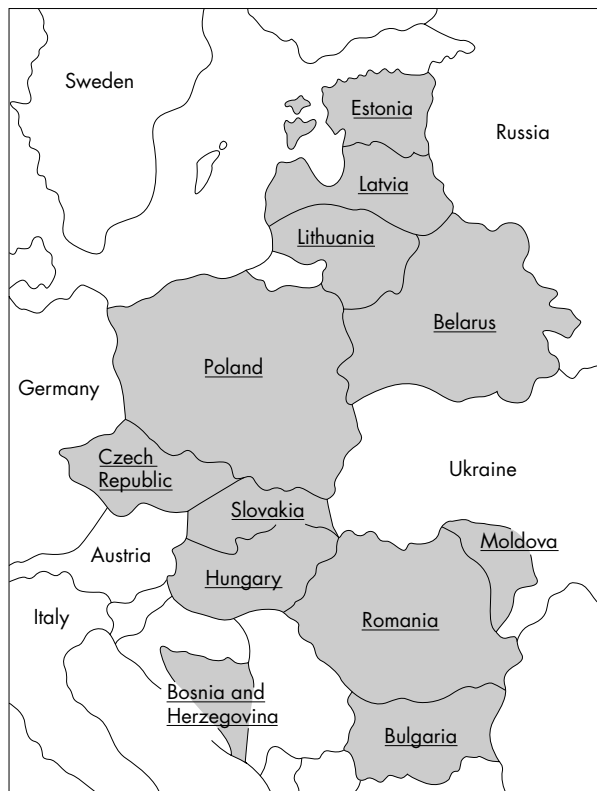 Sweden
Estonia
Russia
Latvia
Lithuania
Belarus
Poland
Germany
Czech
Republic
Ukraine
Slovakia
Moldova
Austria
Hungary
Italy
Romania
Bosnia and
Herzegovina
Bulgaria